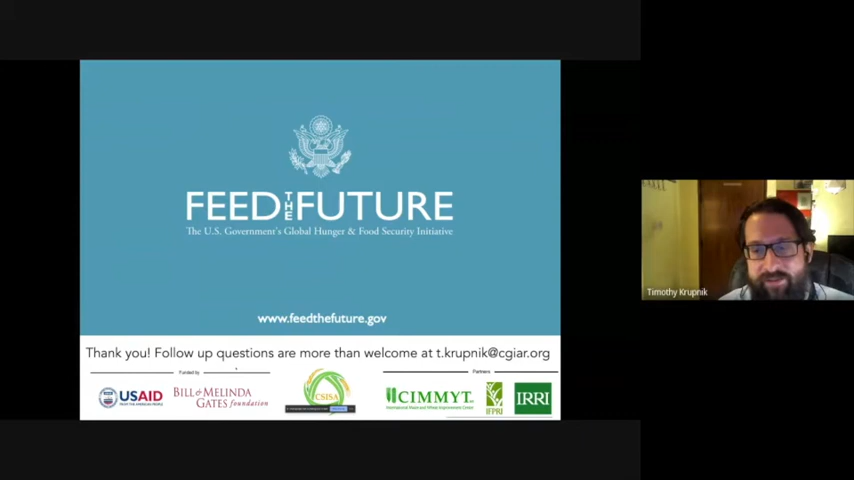 FEED THE FUTURE
The U.S. Government's Global Hunger & Food Security Initiative
www.feedthefuture.gov
Thank you! Follow up questions are more than welcome at t.krupnik@cgiar.org
Funded by
Partners
USAID
FROM THE AMERICAN PEOPLE
BILL & MELINDA
GATES foundation
CSISA
CIMMYT
International Maize and Wheat Improvement Center
IFPRI
IRRI
Timothy Krupnik